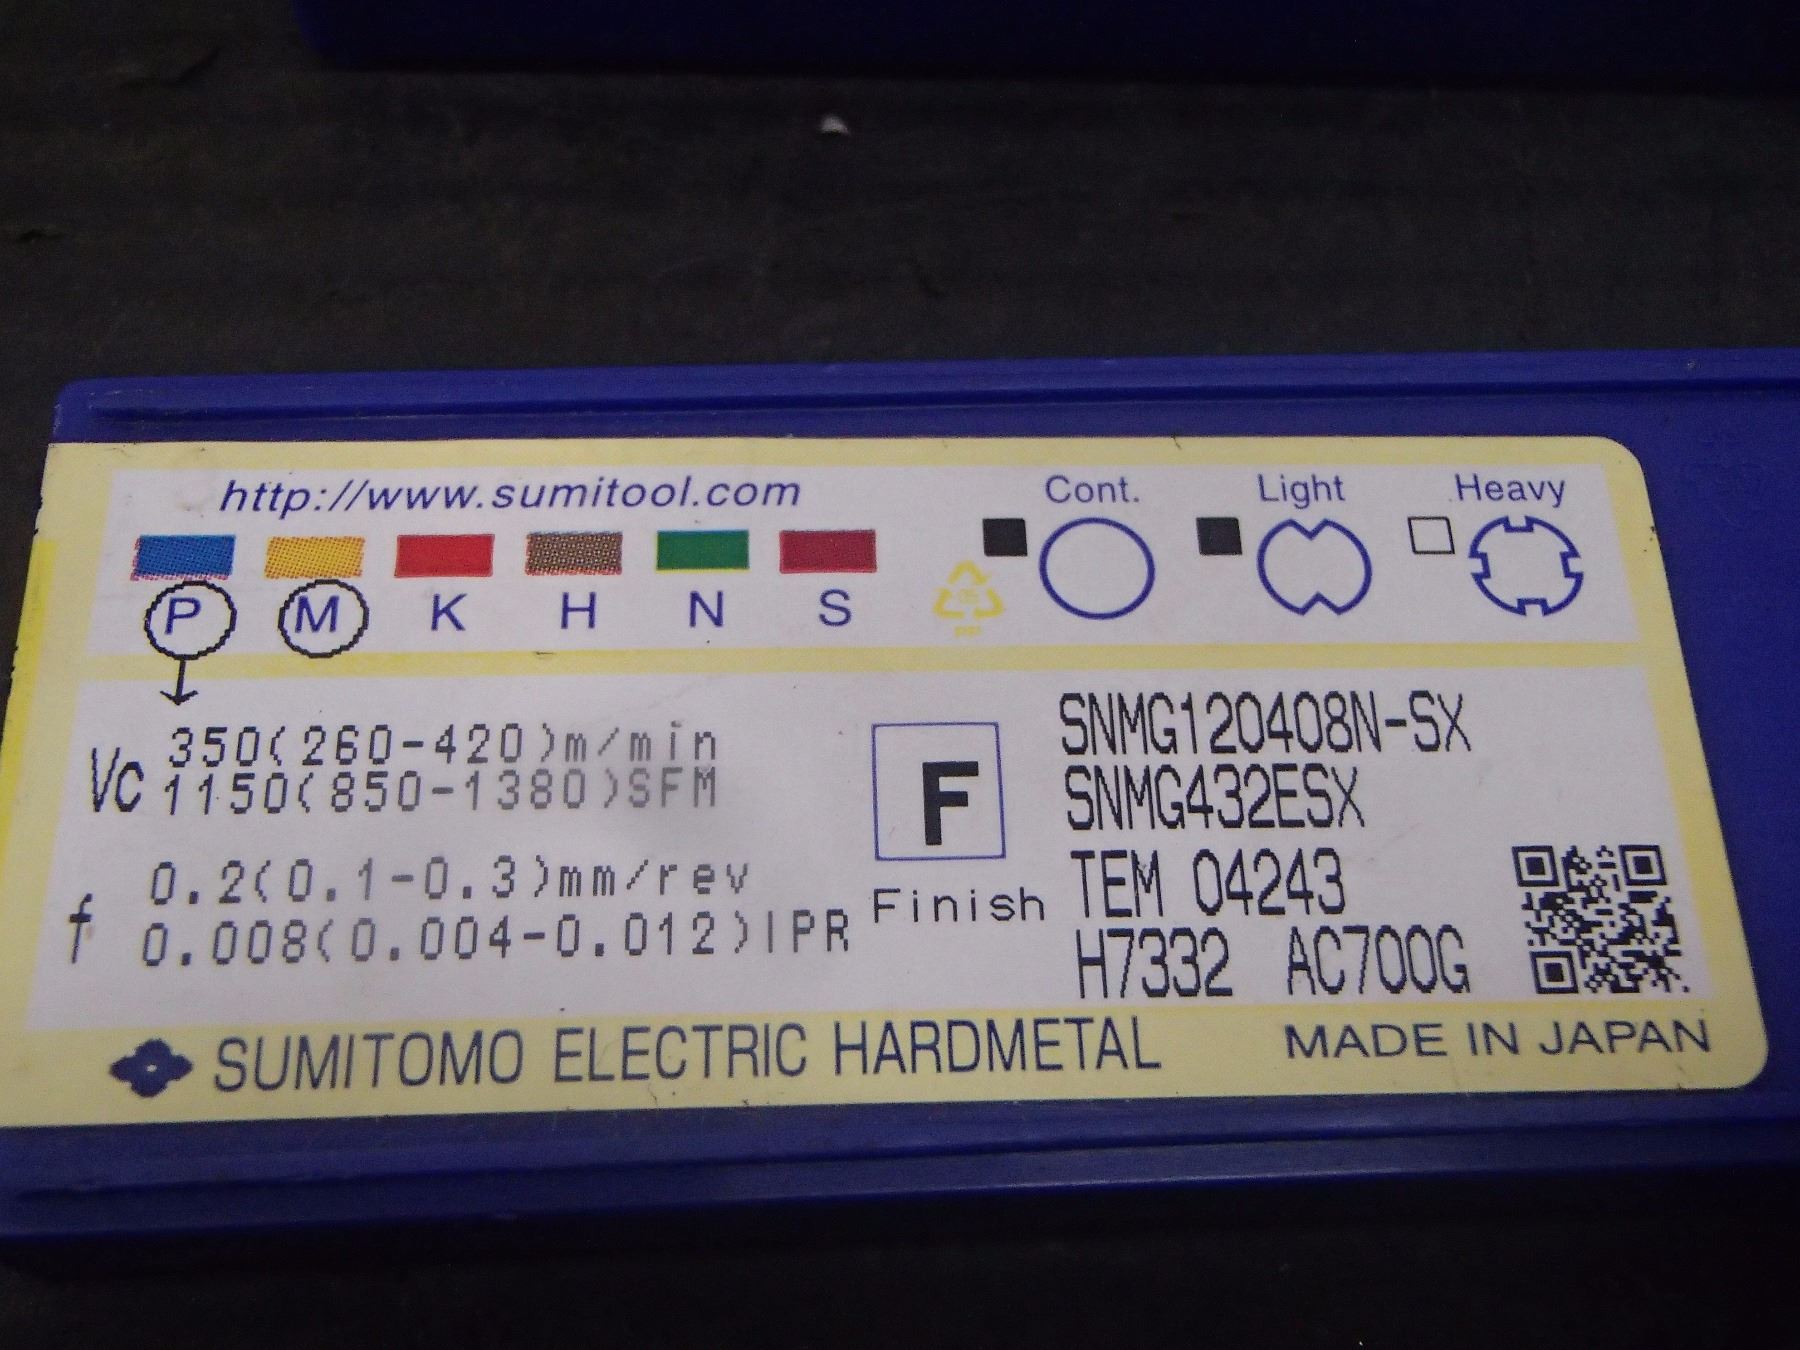 http://www.sumitool.com
Cont. Light Heavy
P M K H N S
Vc 350(260-420)m/min
1150(850-1380)SFM
f 0.2(0.1-0.3)mm/rev
0.008(0.004-0.012)IPR
F
Finish
SNMG120408N-SX
SNMG432ESX
TEM 04243
H7332 AC700G
SUMITOMO ELECTRIC HARDMETAL
MADE IN JAPAN